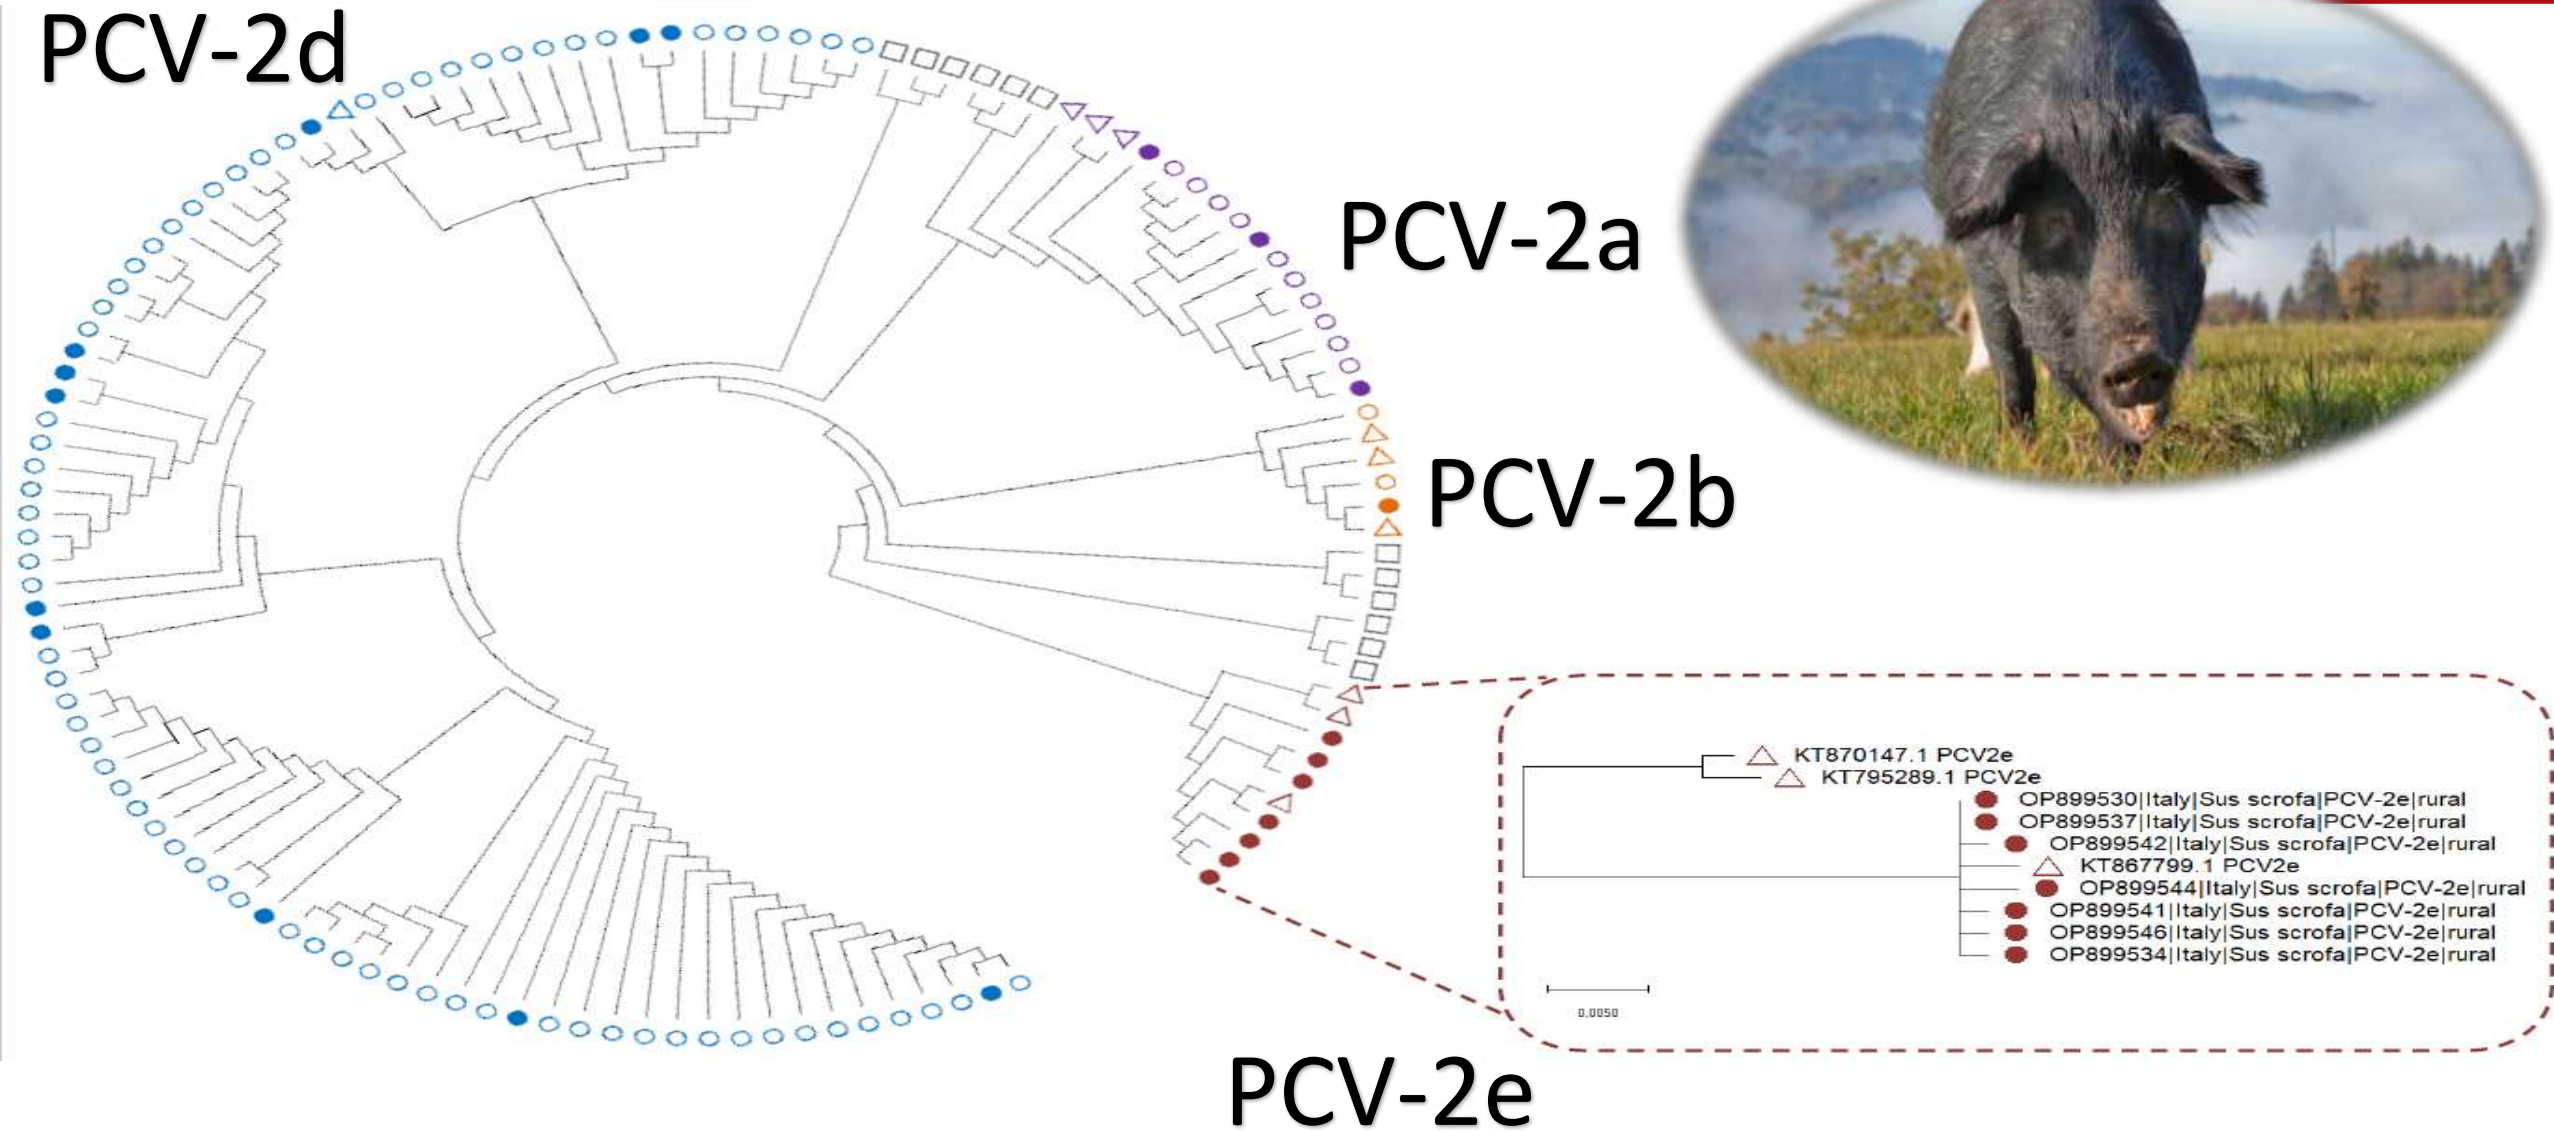 PCV-2d
PCV-2a
PCV-2b
KT870147.1 PCV2e
KT795289.1 PCV2e
OP899530|Italy|Sus scrofa|PCV-2e|rural
OP899537|Italy|Sus scrofa|PCV-2e|rural
OP899542|Italy|Sus scrofa|PCV-2e|rural
KT867799.1 PCV2e
OP899544|Italy|Sus scrofa|PCV-2e|rural
OP899541|Italy|Sus scrofa|PCV-2e|rural
OP899546|Italy|Sus scrofa|PCV-2e|rural
OP899534|Italy|Sus scrofa|PCV-2e|rural
0.0050
PCV-2e